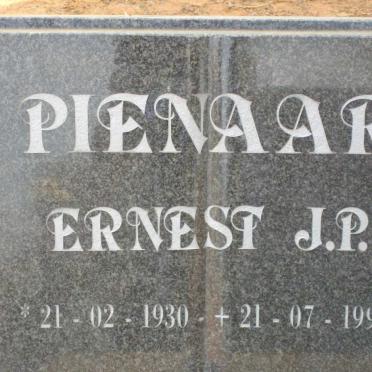 PIENAAR
ERNEST J.P.
* 21 - 02 - 1930 - + 21 - 07 - 199